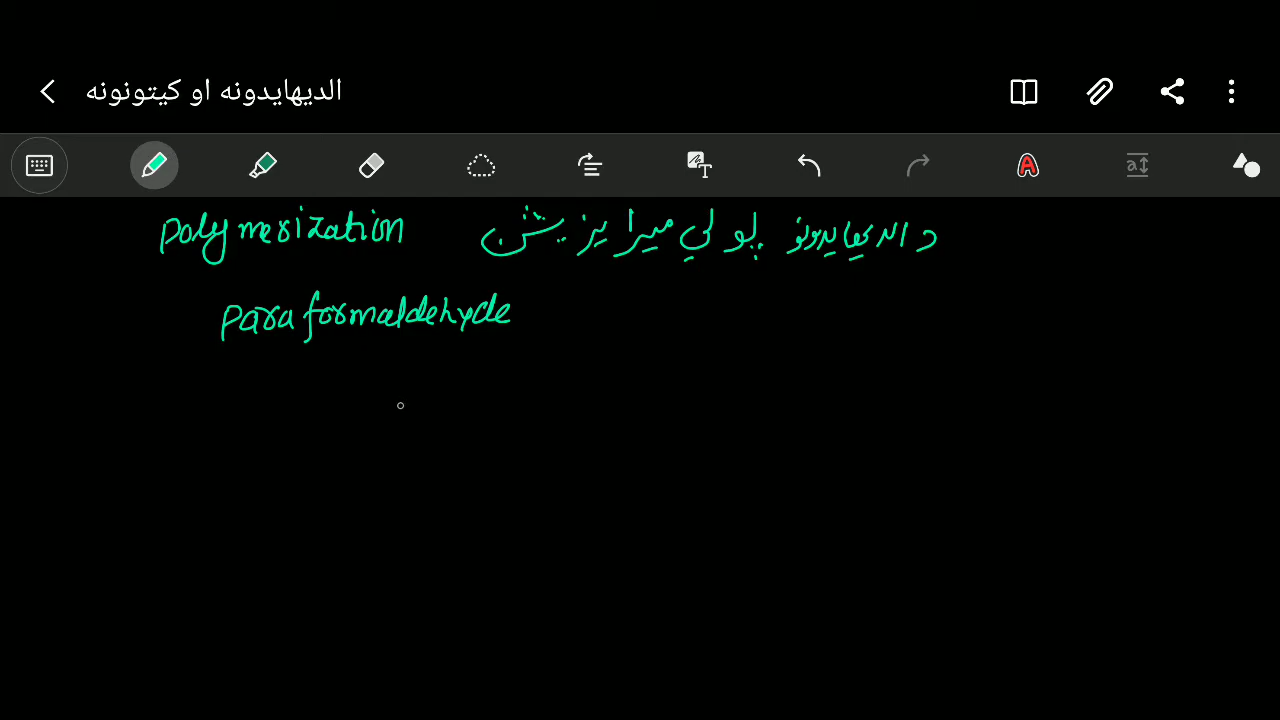 الديهايدونه او كيتونونه
polymerization د الديهايدونو پولي ميرايزيشن
paraformaldehyde